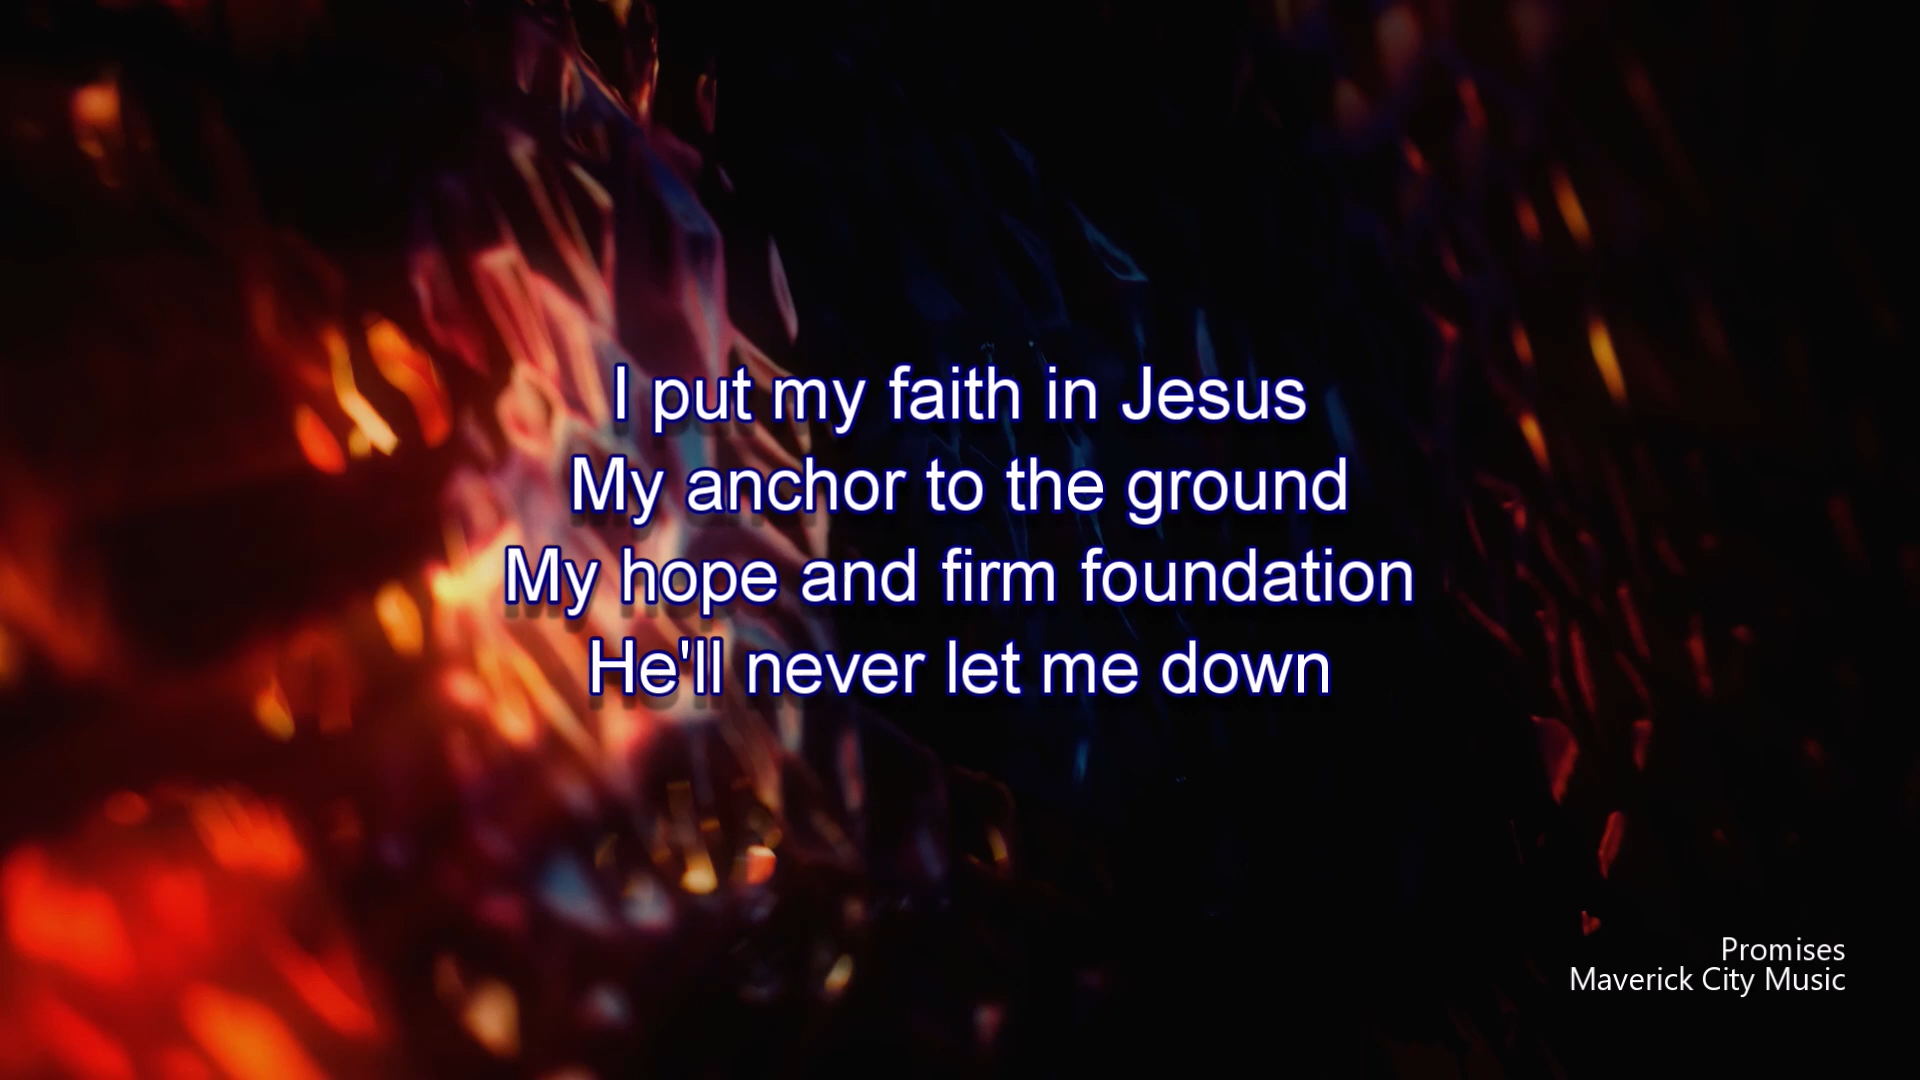 I put my faith in Jesus
My anchor to the ground
My hope and firm foundation
He'll never let me down
Promises
Maverick City Music